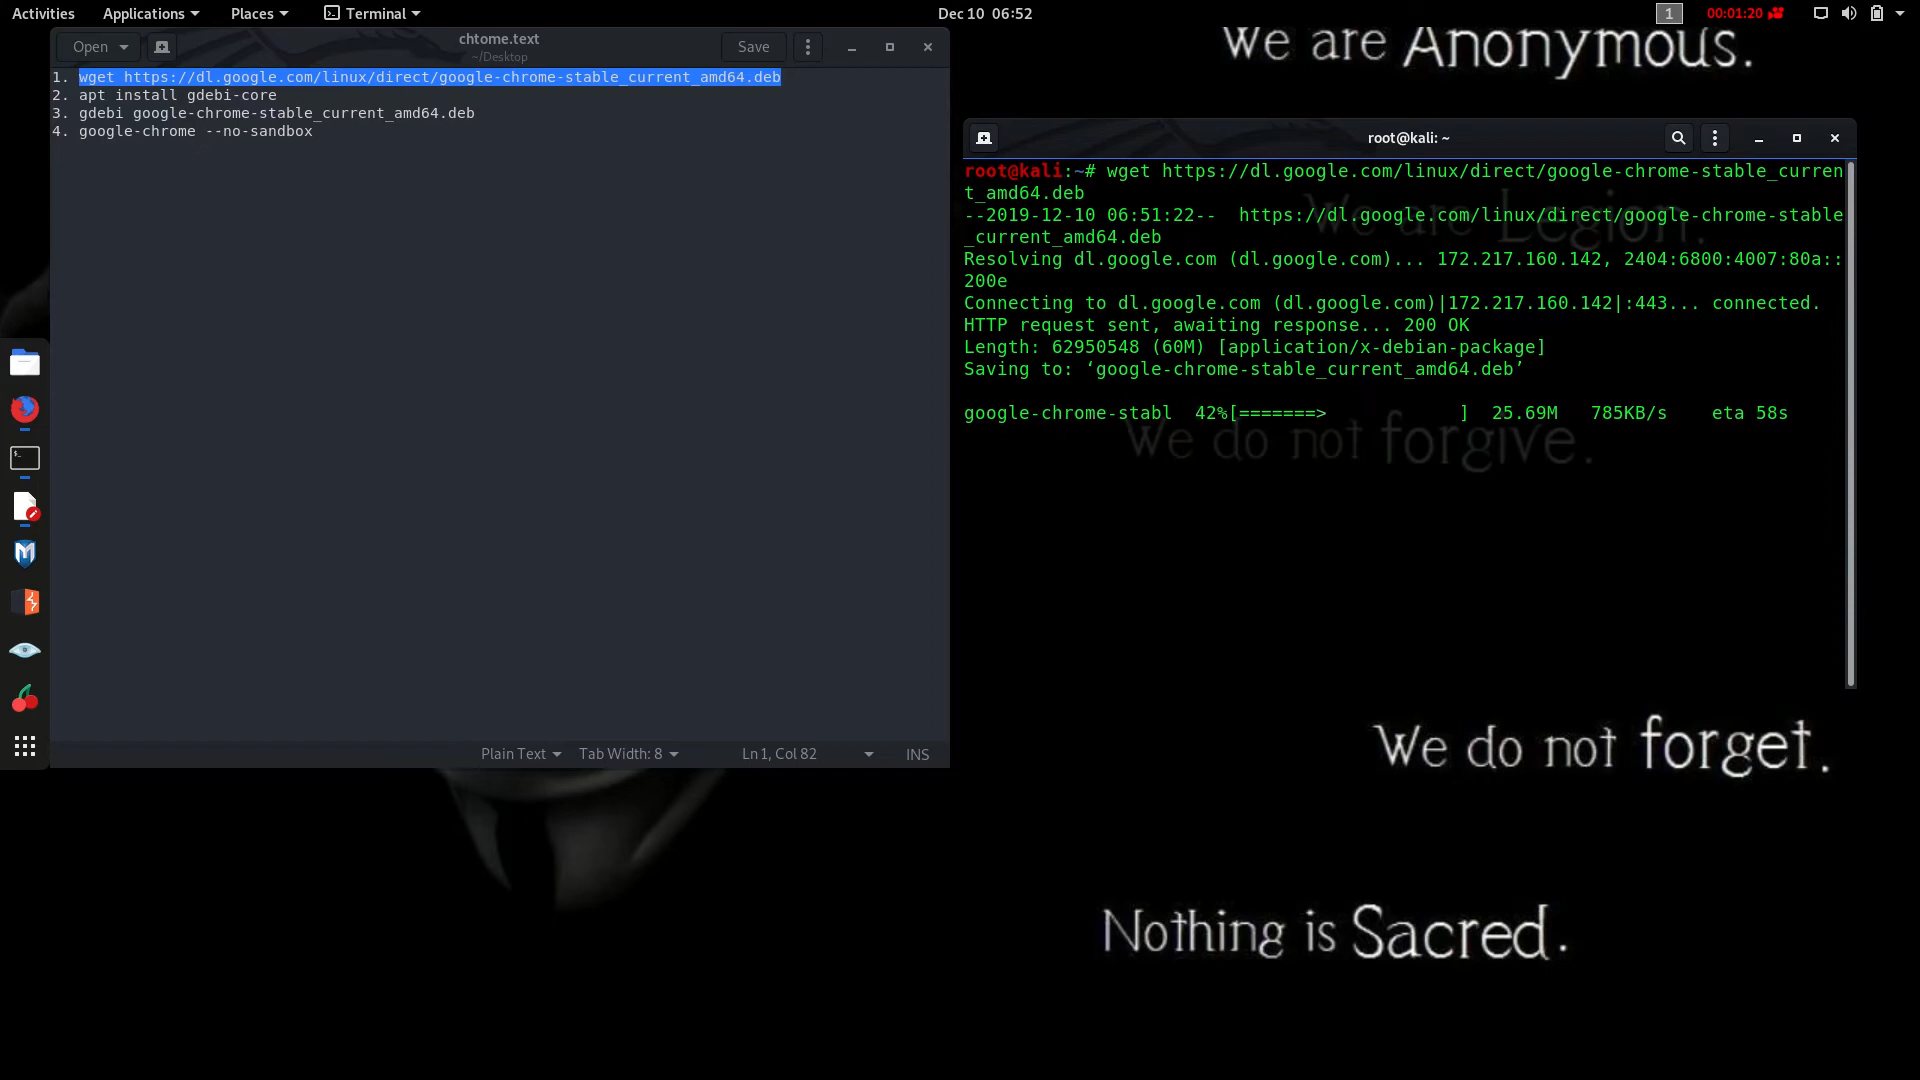 Activities Applications Places Terminal Dec 10 06:52 1 00:01:20
Open chtome.text Save
~/Desktop
1. wget https://dl.google.com/linux/direct/google-chrome-stable_current_amd64.deb
2. apt install gdebi-core
3. gdebi google-chrome-stable_current_amd64.deb
4. google-chrome --no-sandbox
Plain Text Tab Width: 8 Ln 1, Col 82 INS
We are Anonymous.
root@kali: ~
root@kali:~# wget https://dl.google.com/linux/direct/google-chrome-stable_curren
t_amd64.deb
--2019-12-10 06:51:22-- https://dl.google.com/linux/direct/google-chrome-stable
_current_amd64.deb
Resolving dl.google.com (dl.google.com)... 172.217.160.142, 2404:6800:4007:80a::
200e
Connecting to dl.google.com (dl.google.com)|172.217.160.142|:443... connected.
HTTP request sent, awaiting response... 200 OK
Length: 62950548 (60M) [application/x-debian-package]
Saving to: ‘google-chrome-stable_current_amd64.deb’
google-chrome-stabl 42%[=======> ] 25.69M 785KB/s eta 58s
We are Legion.
We do not forgive.
We do not forget.
Nothing is Sacred.